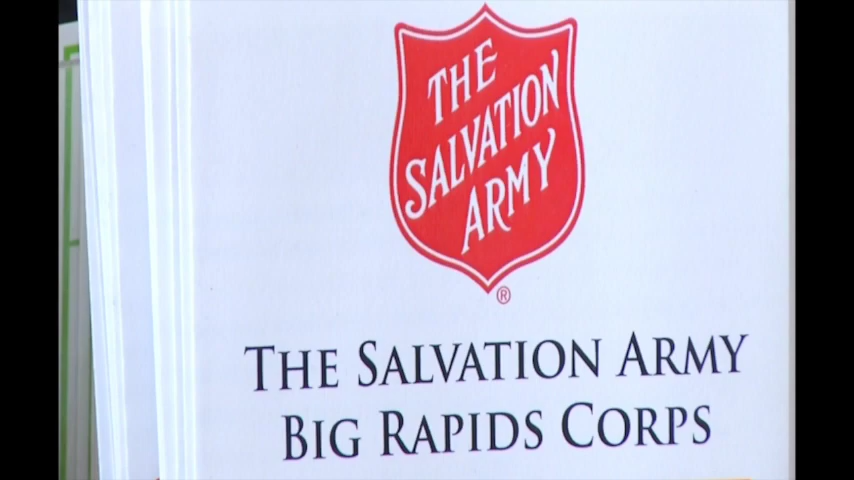 THE
SALVATION
ARMY
®
THE SALVATION ARMY
BIG RAPIDS CORPS